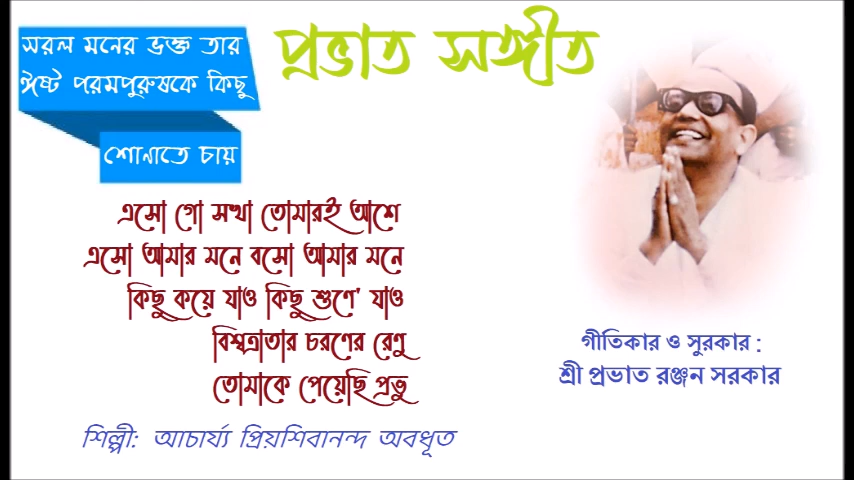 প্রভাত সঙ্গীত
সরল মনের ভক্ত তার
ঈষ্ট পরমপুরুষকে কিছু
শোনাতে চায়
এসো গো সখা তোমারই আশে
এসো আমার মনে বসো আমার মনে
কিছু কয়ে যাও কিছু শুণে' যাও
বিশ্বত্রাতার চরণের রেণু
তোমাকে পেয়েছি প্রভু
শিল্পী: আচার্য্য প্রিয়শিবানন্দ অবধূত
গীতিকার ও সুরকার :
শ্রী প্রভাত রঞ্জন সরকার